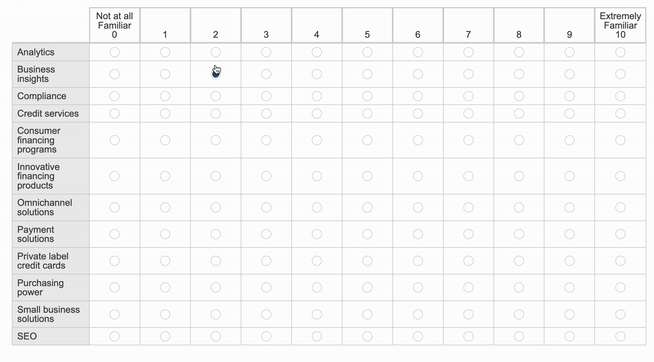 Not at all
Familiar
0
1
2
3
4
5
6
7
8
9
Extremely
Familiar
10
Analytics
Business
insights
Compliance
Credit services
Consumer
financing
programs
Innovative
financing
products
Omnichannel
solutions
Payment
solutions
Private label
credit cards
Purchasing
power
Small business
solutions
SEO